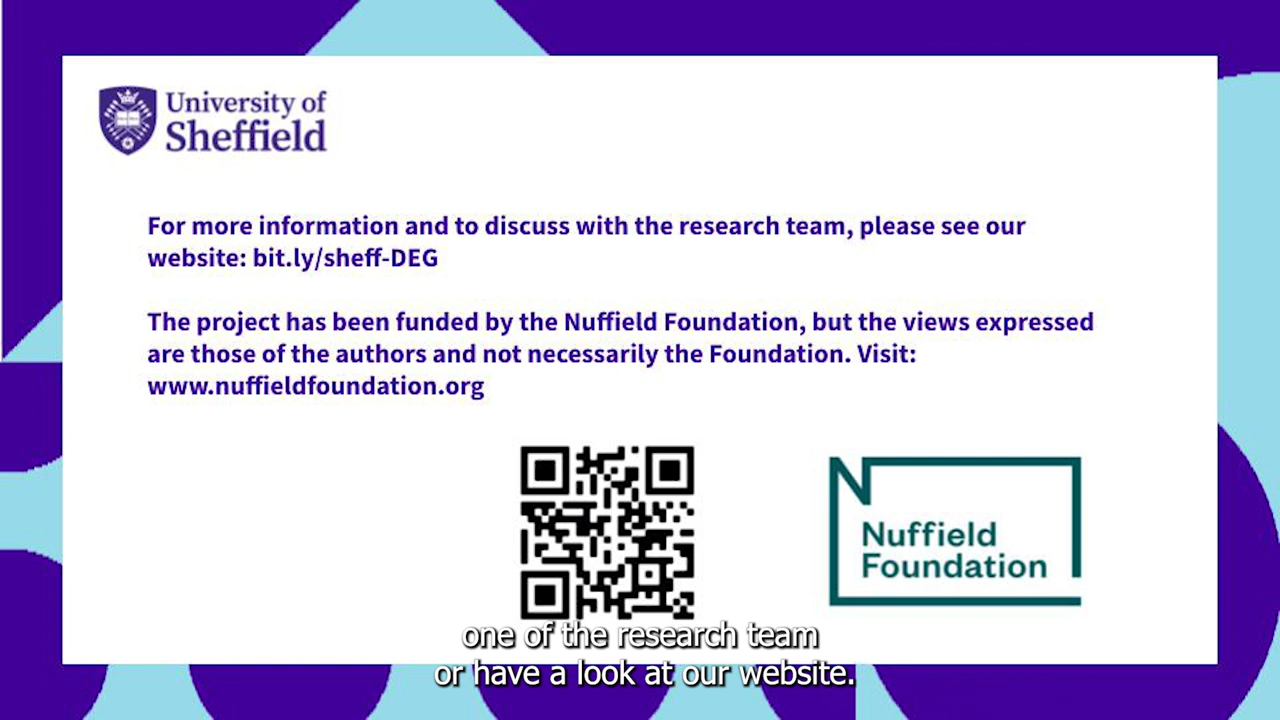 University of
Sheffield
For more information and to discuss with the research team, please see our
website: bit.ly/sheff-DEG
The project has been funded by the Nuffield Foundation, but the views expressed
are those of the authors and not necessarily the Foundation. Visit:
www.nuffieldfoundation.org
N
Nuffield
Foundation
one of the research team
or have a look at our website.